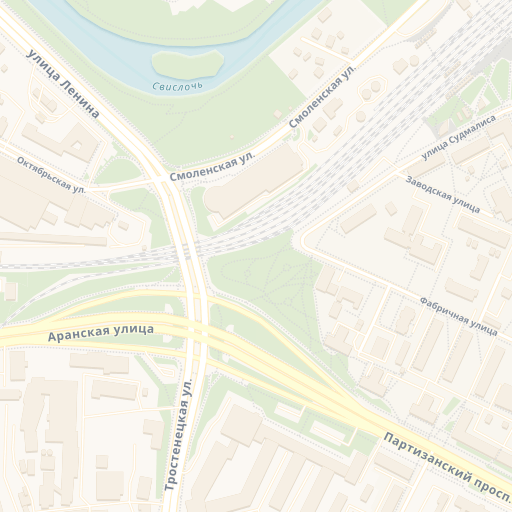 улица Ленина
Свислочь
Смоленская ул.
Смоленская ул.
Октябрьская ул.
улица Судмалиса
Заводская улица
Фабричная улица
Аранская улица
Тростенецкая ул.
Партизанский просп.